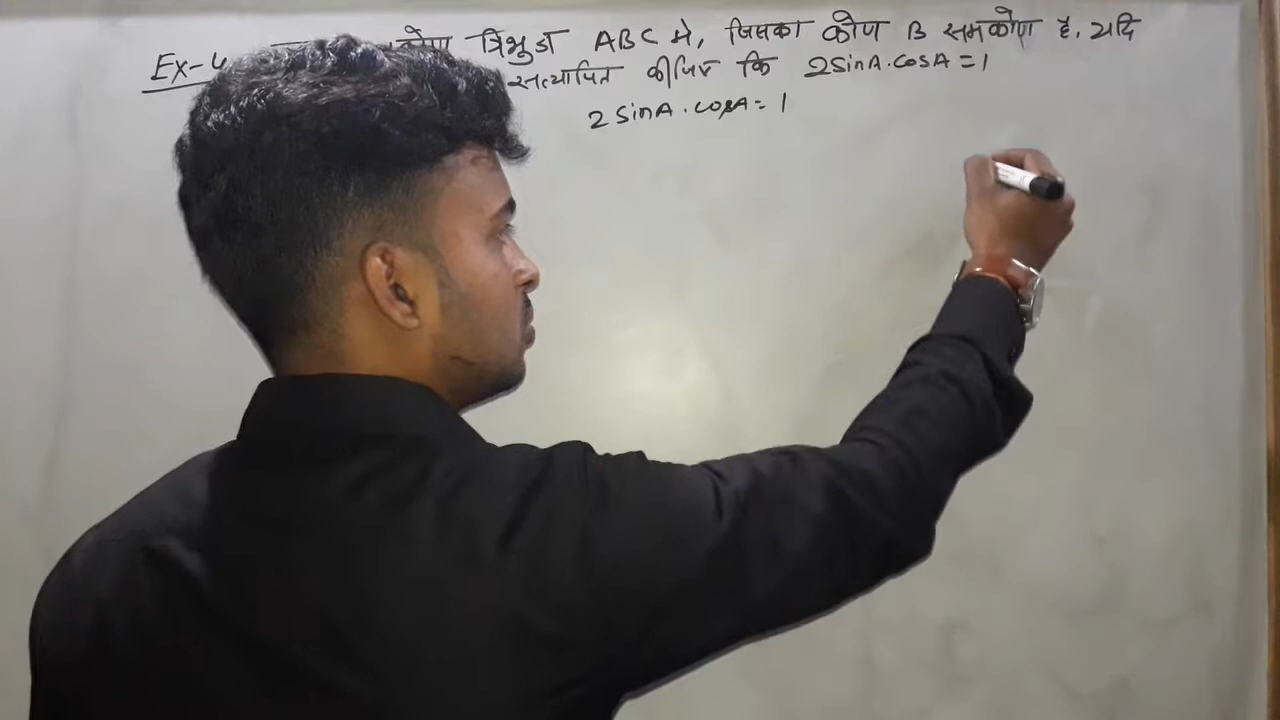 Ex-4 त्रिभुज ABC मे, जिसका कोण B समकोण है. यदि
सत्यापित कीजिए कि 2SinA.cosA = 1
2 SinA . cosA = 1